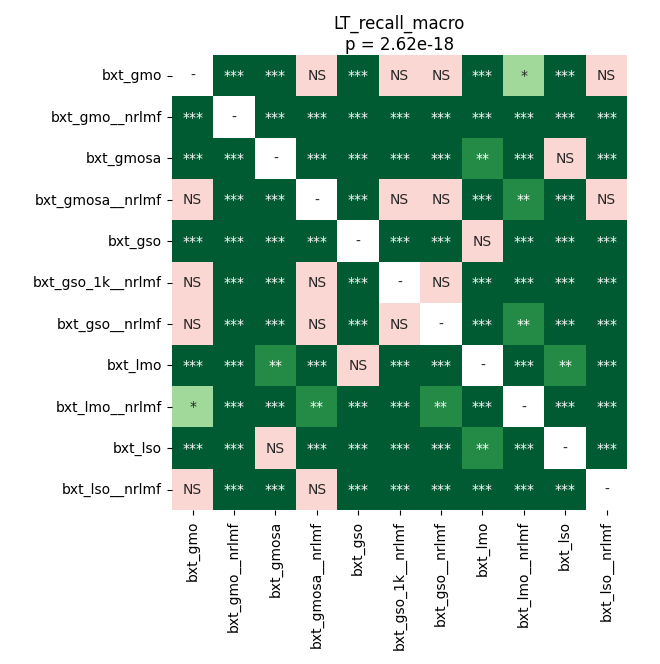 LT_recall_macro
p = 2.62e-18
bxt_gmo - *** *** NS *** NS NS *** * *** NS
bxt_gmo__nrlmf *** - *** *** *** *** *** *** *** *** ***
bxt_gmosa *** *** - *** *** *** *** ** *** NS ***
bxt_gmosa__nrlmf NS *** *** - *** NS NS *** ** *** NS
bxt_gso *** *** *** *** - *** *** NS *** *** ***
bxt_gso_1k__nrlmf NS *** *** NS *** - NS *** *** *** ***
bxt_gso__nrlmf NS *** *** NS *** NS - *** ** *** ***
bxt_lmo *** *** ** *** NS *** *** - *** ** ***
bxt_lmo__nrlmf * *** *** ** *** *** ** *** - *** ***
bxt_lso *** *** NS *** *** *** *** ** *** - ***
bxt_lso__nrlmf NS *** *** NS *** *** *** *** *** *** -
bxt_gmo
bxt_gmo__nrlmf
bxt_gmosa
bxt_gmosa__nrlmf
bxt_gso
bxt_gso_1k__nrlmf
bxt_gso__nrlmf
bxt_lmo
bxt_lmo__nrlmf
bxt_lso
bxt_lso__nrlmf